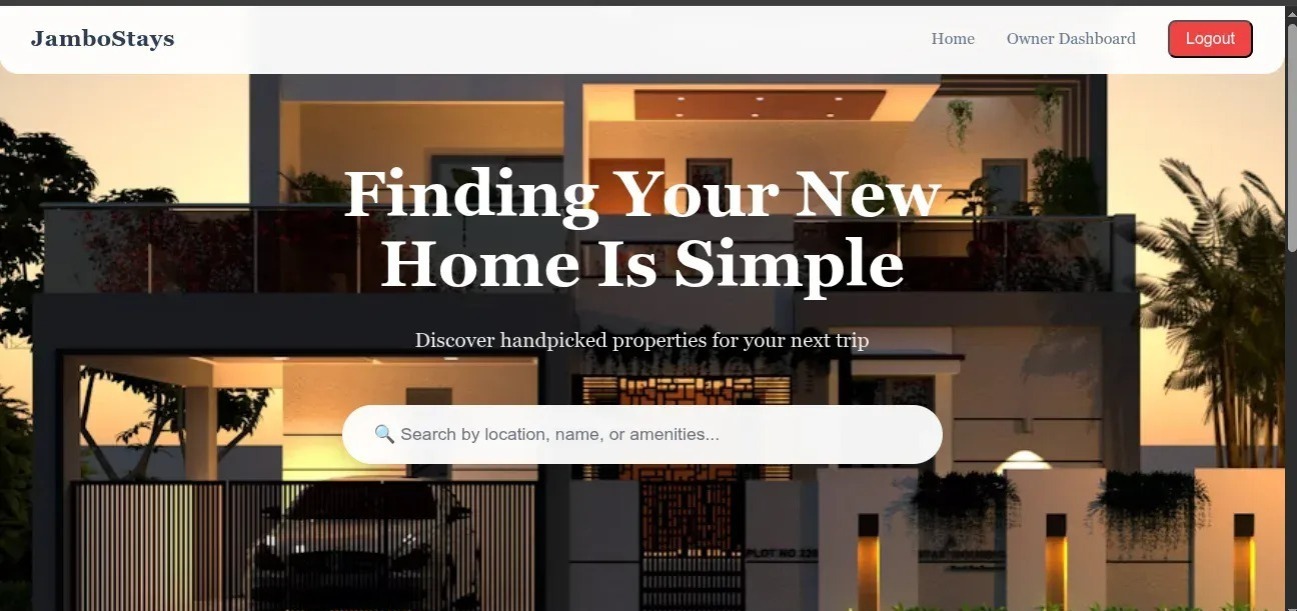 JamboStays
Home
Owner Dashboard
Logout
Finding Your New
Home Is Simple
Discover handpicked properties for your next trip
🔍 Search by location, name, or amenities...
PLOT NO